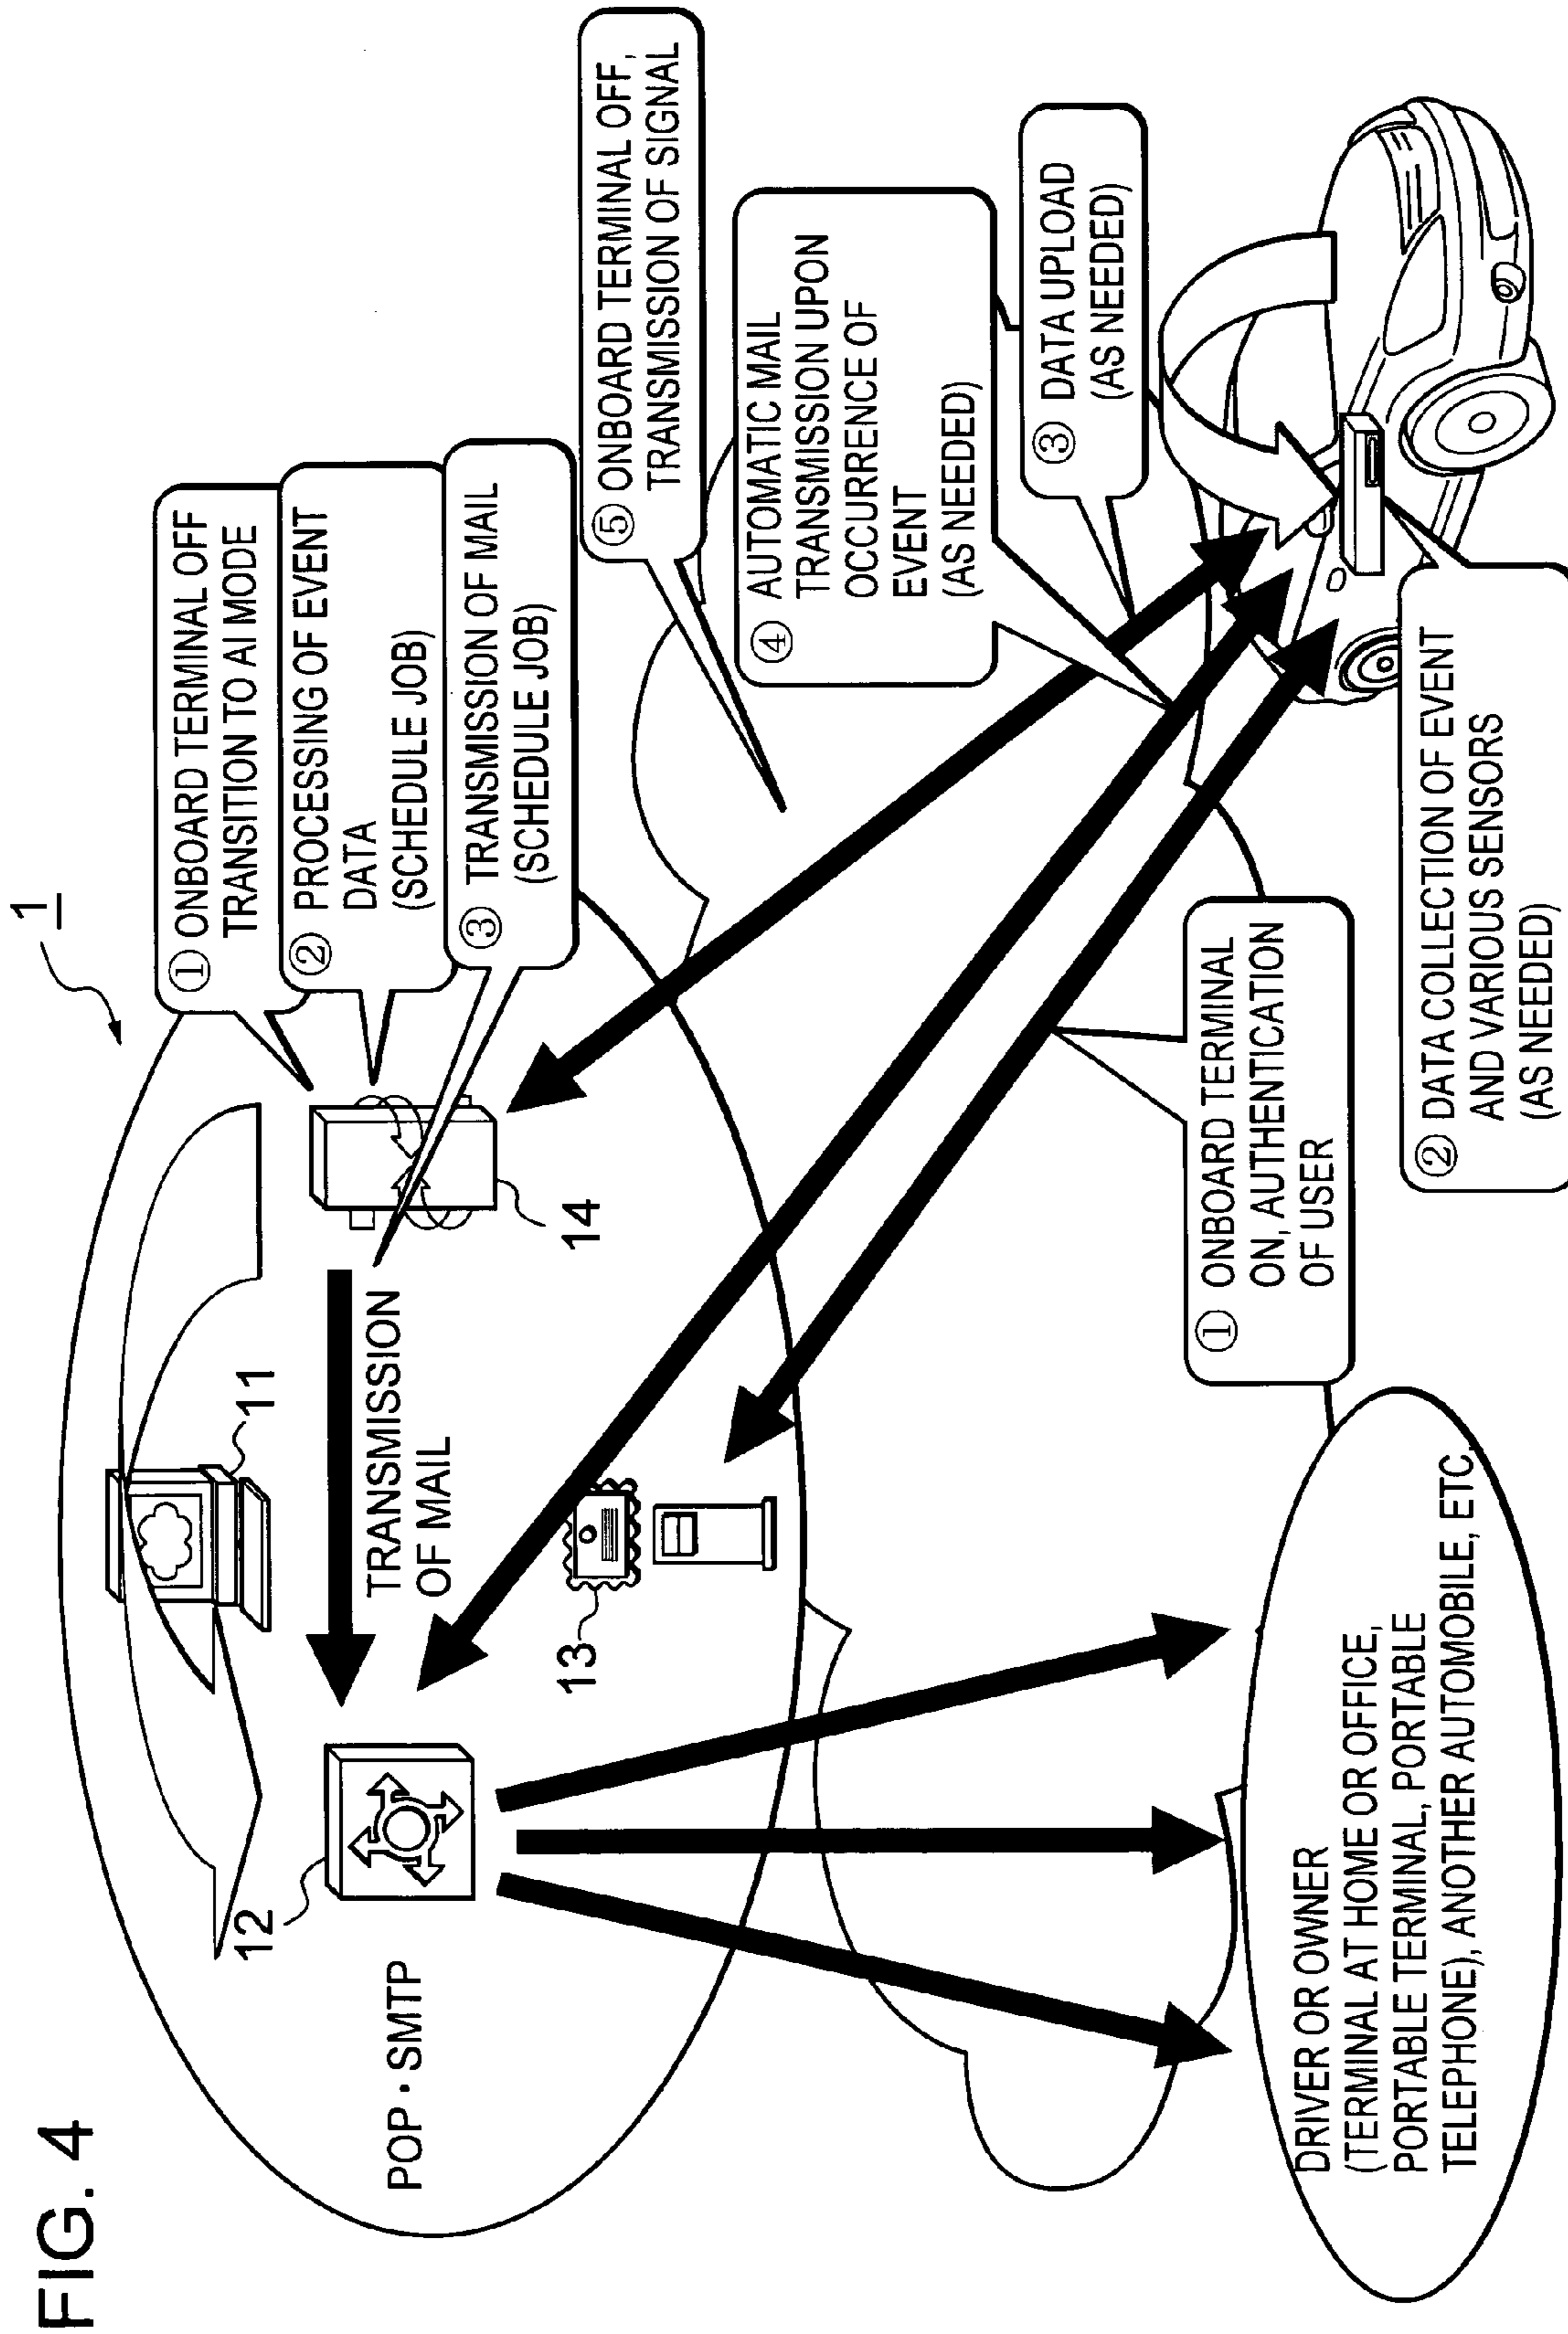 FIG. 4
1
① ONBOARD TERMINAL OFF
TRANSITION TO AI MODE
② PROCESSING OF EVENT
DATA
(SCHEDULE JOB)
③ TRANSMISSION OF MAIL
(SCHEDULE JOB)
⑤ ONBOARD TERMINAL OFF,
TRANSMISSION OF SIGNAL
④ AUTOMATIC MAIL
TRANSMISSION UPON
OCCURRENCE OF
EVENT
(AS NEEDED)
③ DATA UPLOAD
(AS NEEDED)
11
12
14
TRANSMISSION
OF MAIL
13
POP・SMTP
① ONBOARD TERMINAL
ON, AUTHENTICATION
OF USER
② DATA COLLECTION OF EVENT
AND VARIOUS SENSORS
(AS NEEDED)
DRIVER OR OWNER
(TERMINAL AT HOME OR OFFICE,
PORTABLE TERMINAL, PORTABLE
TELEPHONE), ANOTHER AUTOMOBILE, ETC.